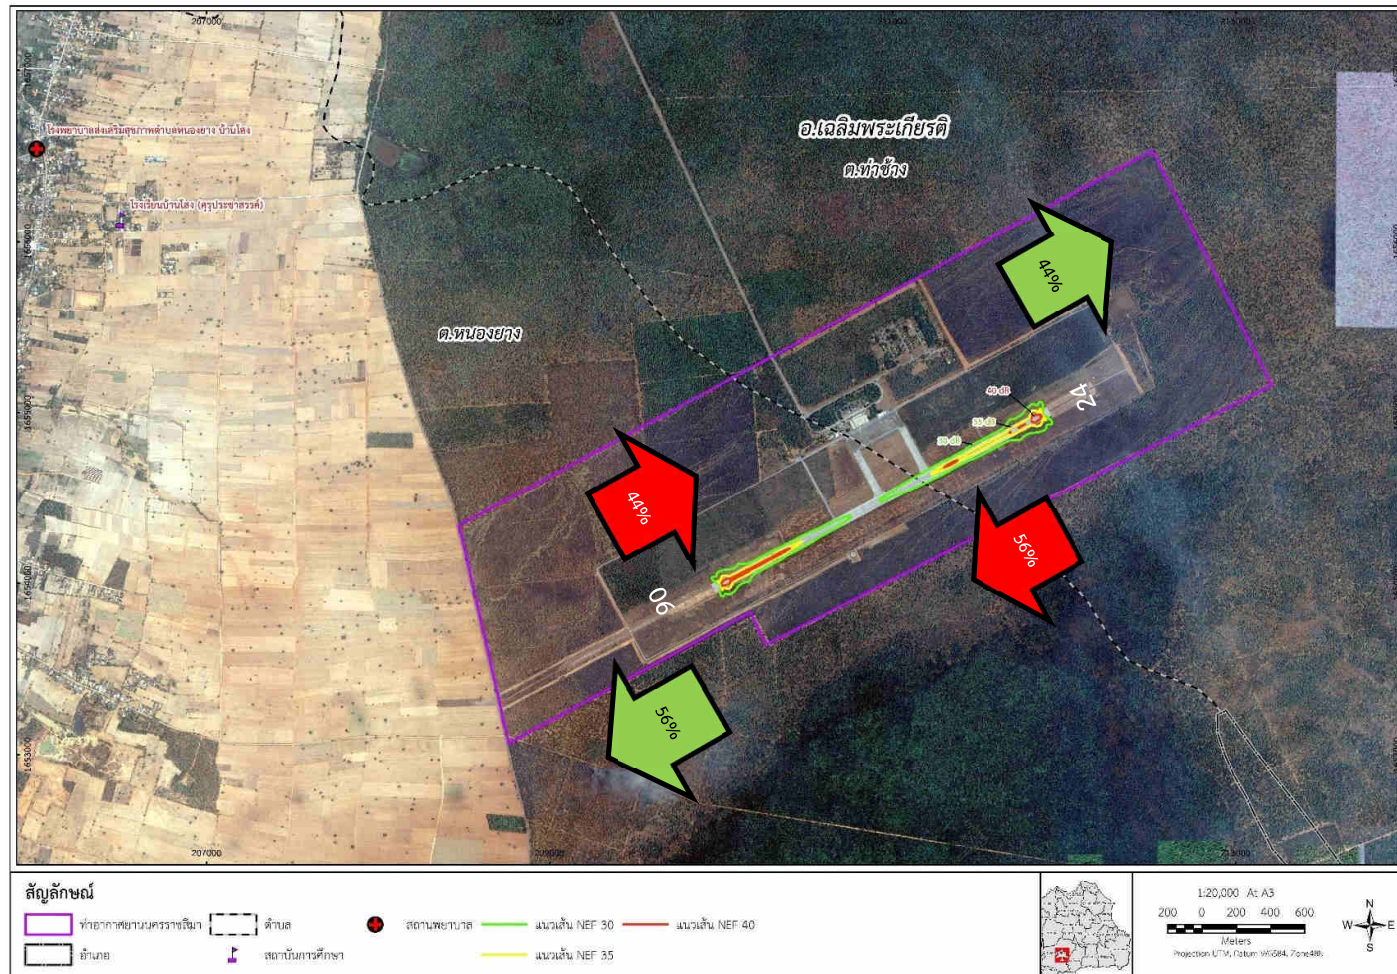 207000
213000
อ.เฉลิมพระเกียรติ
ต.ท่าช้าง
โรงพยาบาลส่งเสริมสุขภาพตำบลหนองยาง บ้านโสง
โรงเรียนบ้านโสง (คุรุประชาสรรค์)
ต.หนองยาง
44%
24
40 dB
35 dB
30 dB
44%
56%
06
56%
1655000
1654000
1653000
207000
209000
213000
สัญลักษณ์
ท่าอากาศยานนครราชสีมา
ตำบล
สถานพยาบาล
แนวเส้น NEF 30
แนวเส้น NEF 40
อำเภอ
สถาบันการศึกษา
แนวเส้น NEF 35
1:20,000 At A3
200 0 200 400 600
Meters
Projection UTM, Datum WGS84, Zone48N
N
W E
S